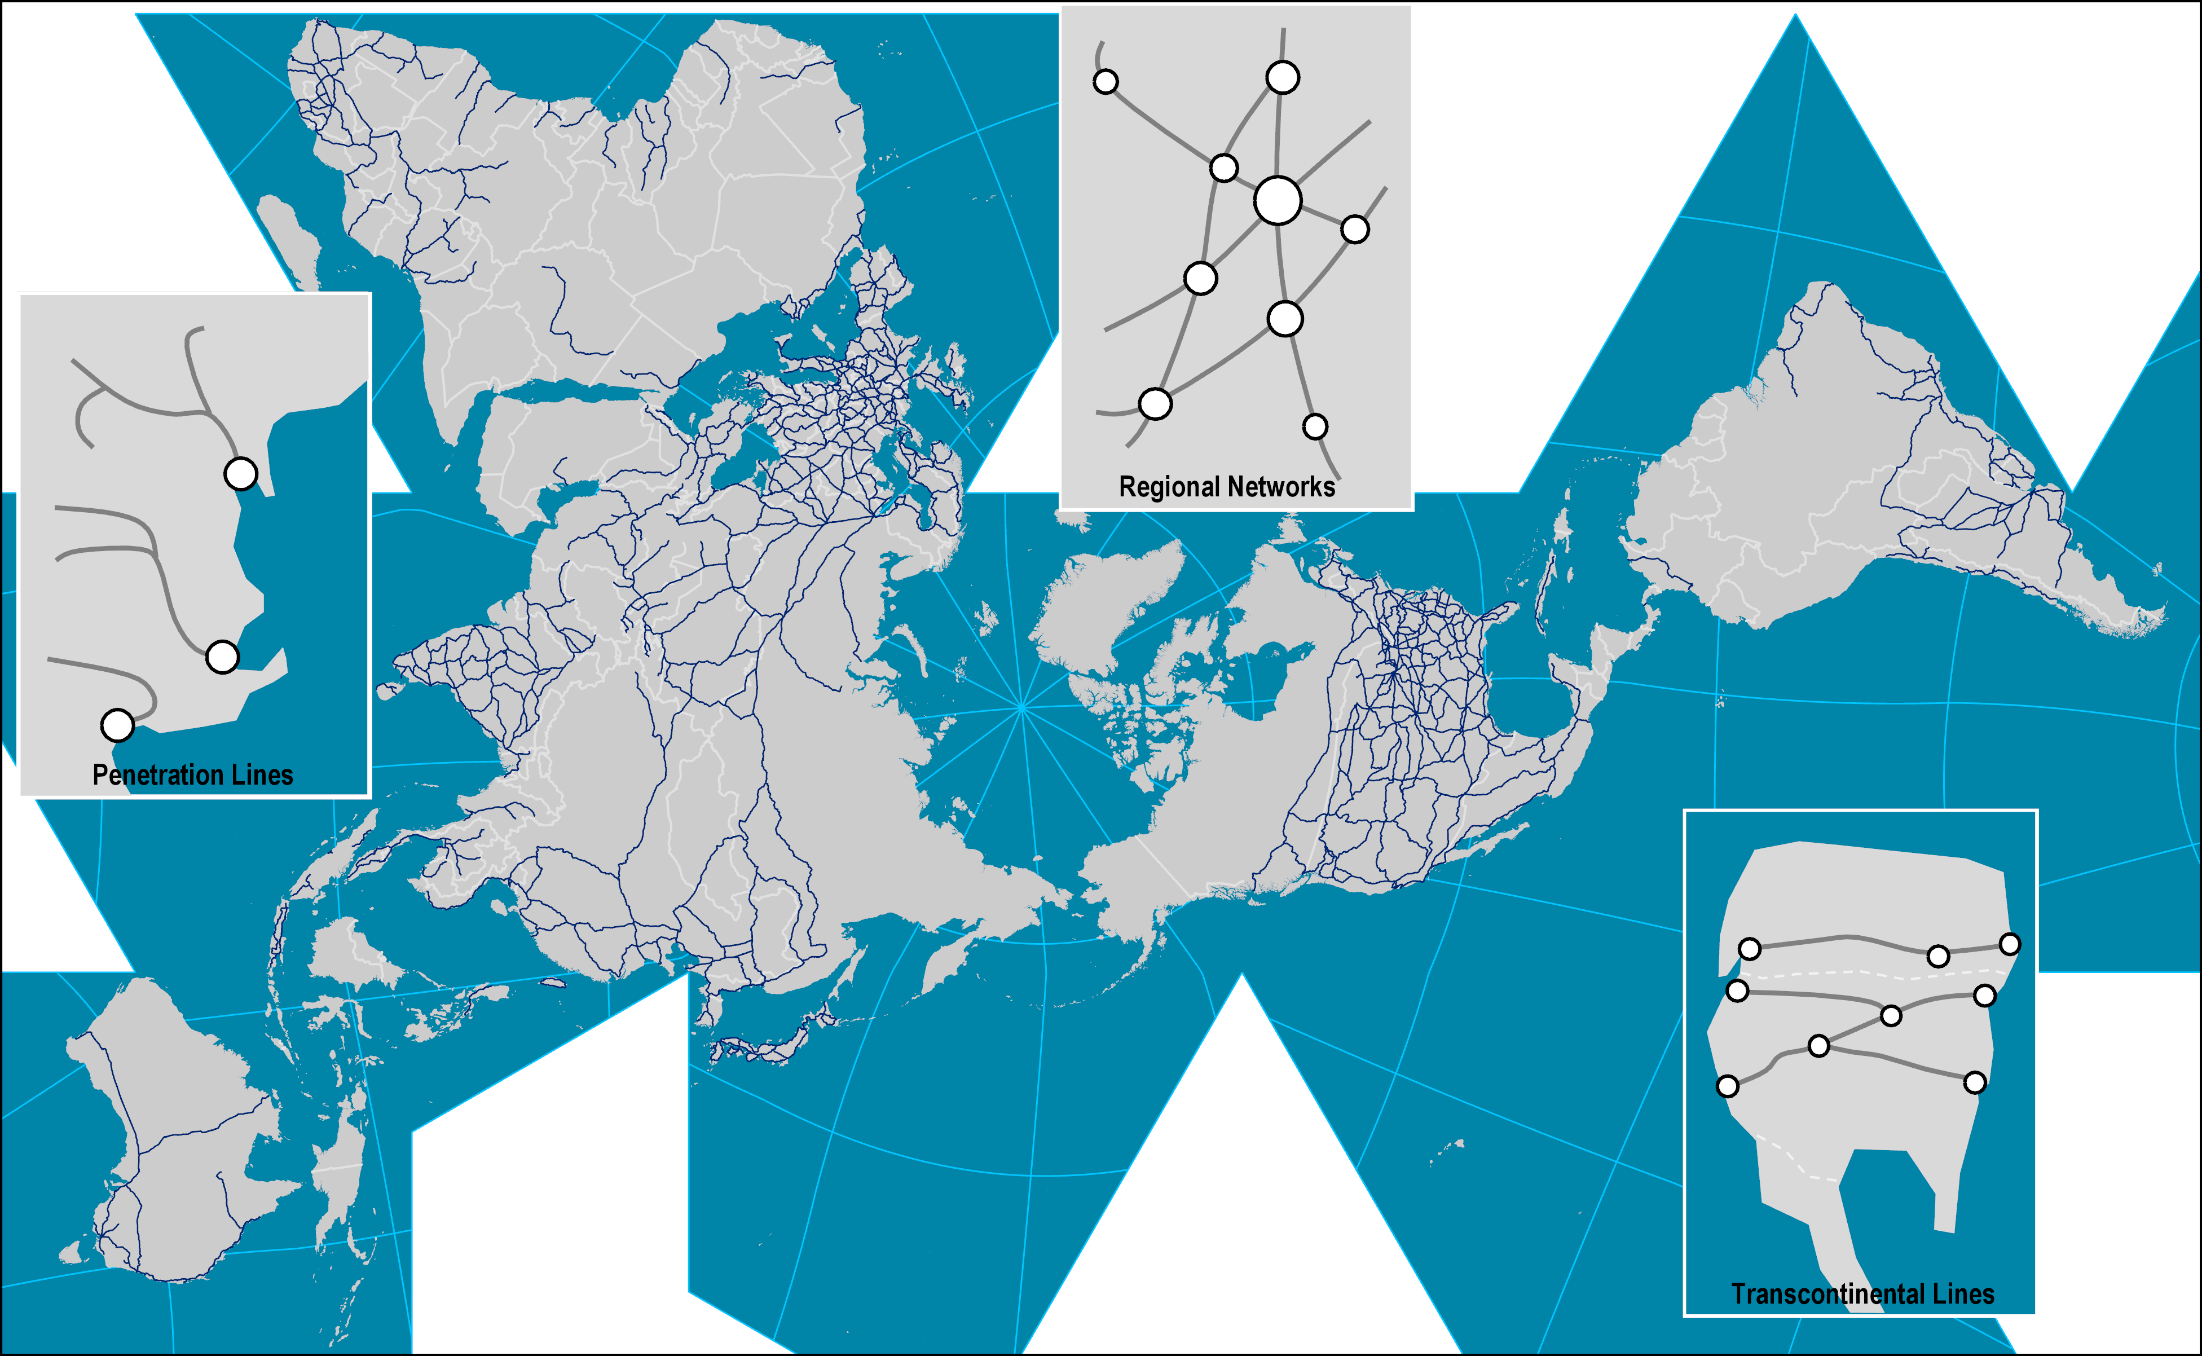 Regional Networks
Penetration Lines
Transcontinental Lines